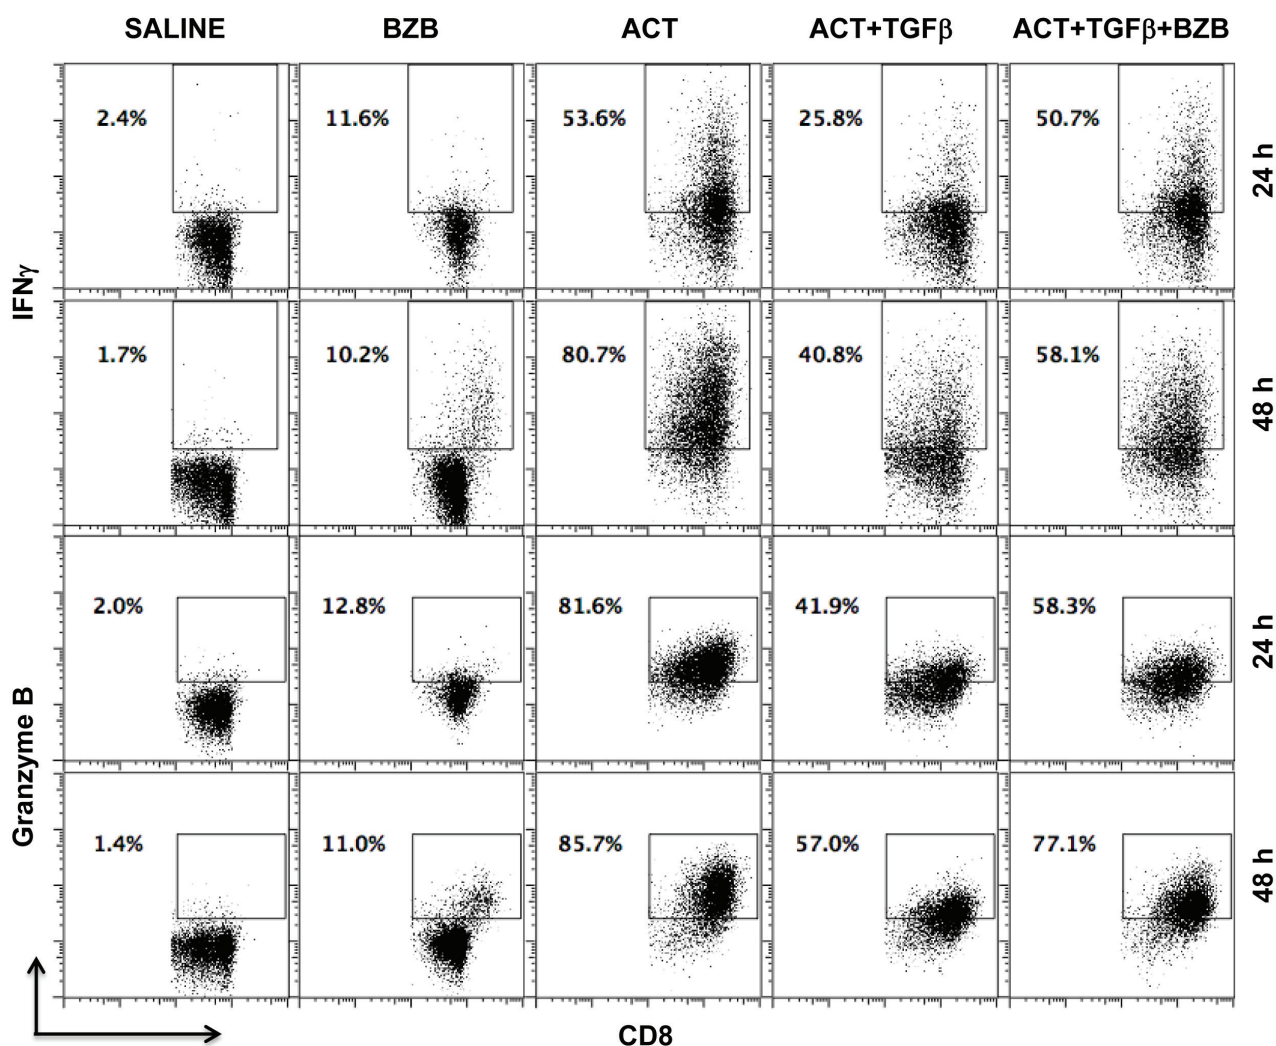 SALINE BZB ACT ACT+TGFβ ACT+TGFβ+BZB
2.4% 11.6% 53.6% 25.8% 50.7%
24 h
IFNγ
1.7% 10.2% 80.7% 40.8% 58.1%
48 h
2.0% 12.8% 81.6% 41.9% 58.3%
24 h
Granzyme B
1.4% 11.0% 85.7% 57.0% 77.1%
48 h
CD8